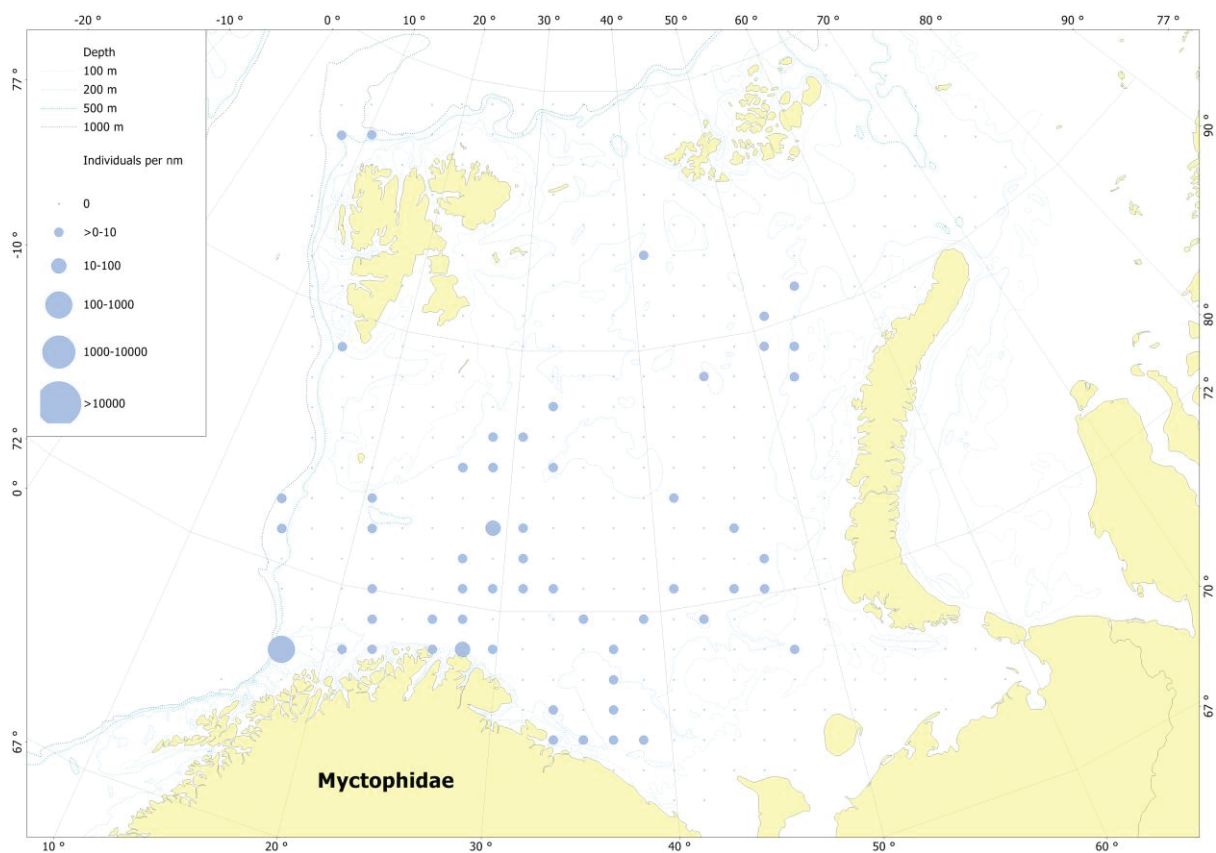 -20 ° 0 ° 10 ° 20 ° 30 ° 40 ° 50 ° 60 ° 70 ° 80 ° 90 ° 77 °
Depth
100 m
200 m
500 m
1000 m
Individuals per nm
0
>0-10
10-100
100-1000
1000-10000
>10000
77 °
-10 °
72 °
0 °
67 °
90 °
80 °
72 °
70 °
67 °
Myctophidae
10 ° 20 ° 30 ° 40 ° 50 ° 60 °